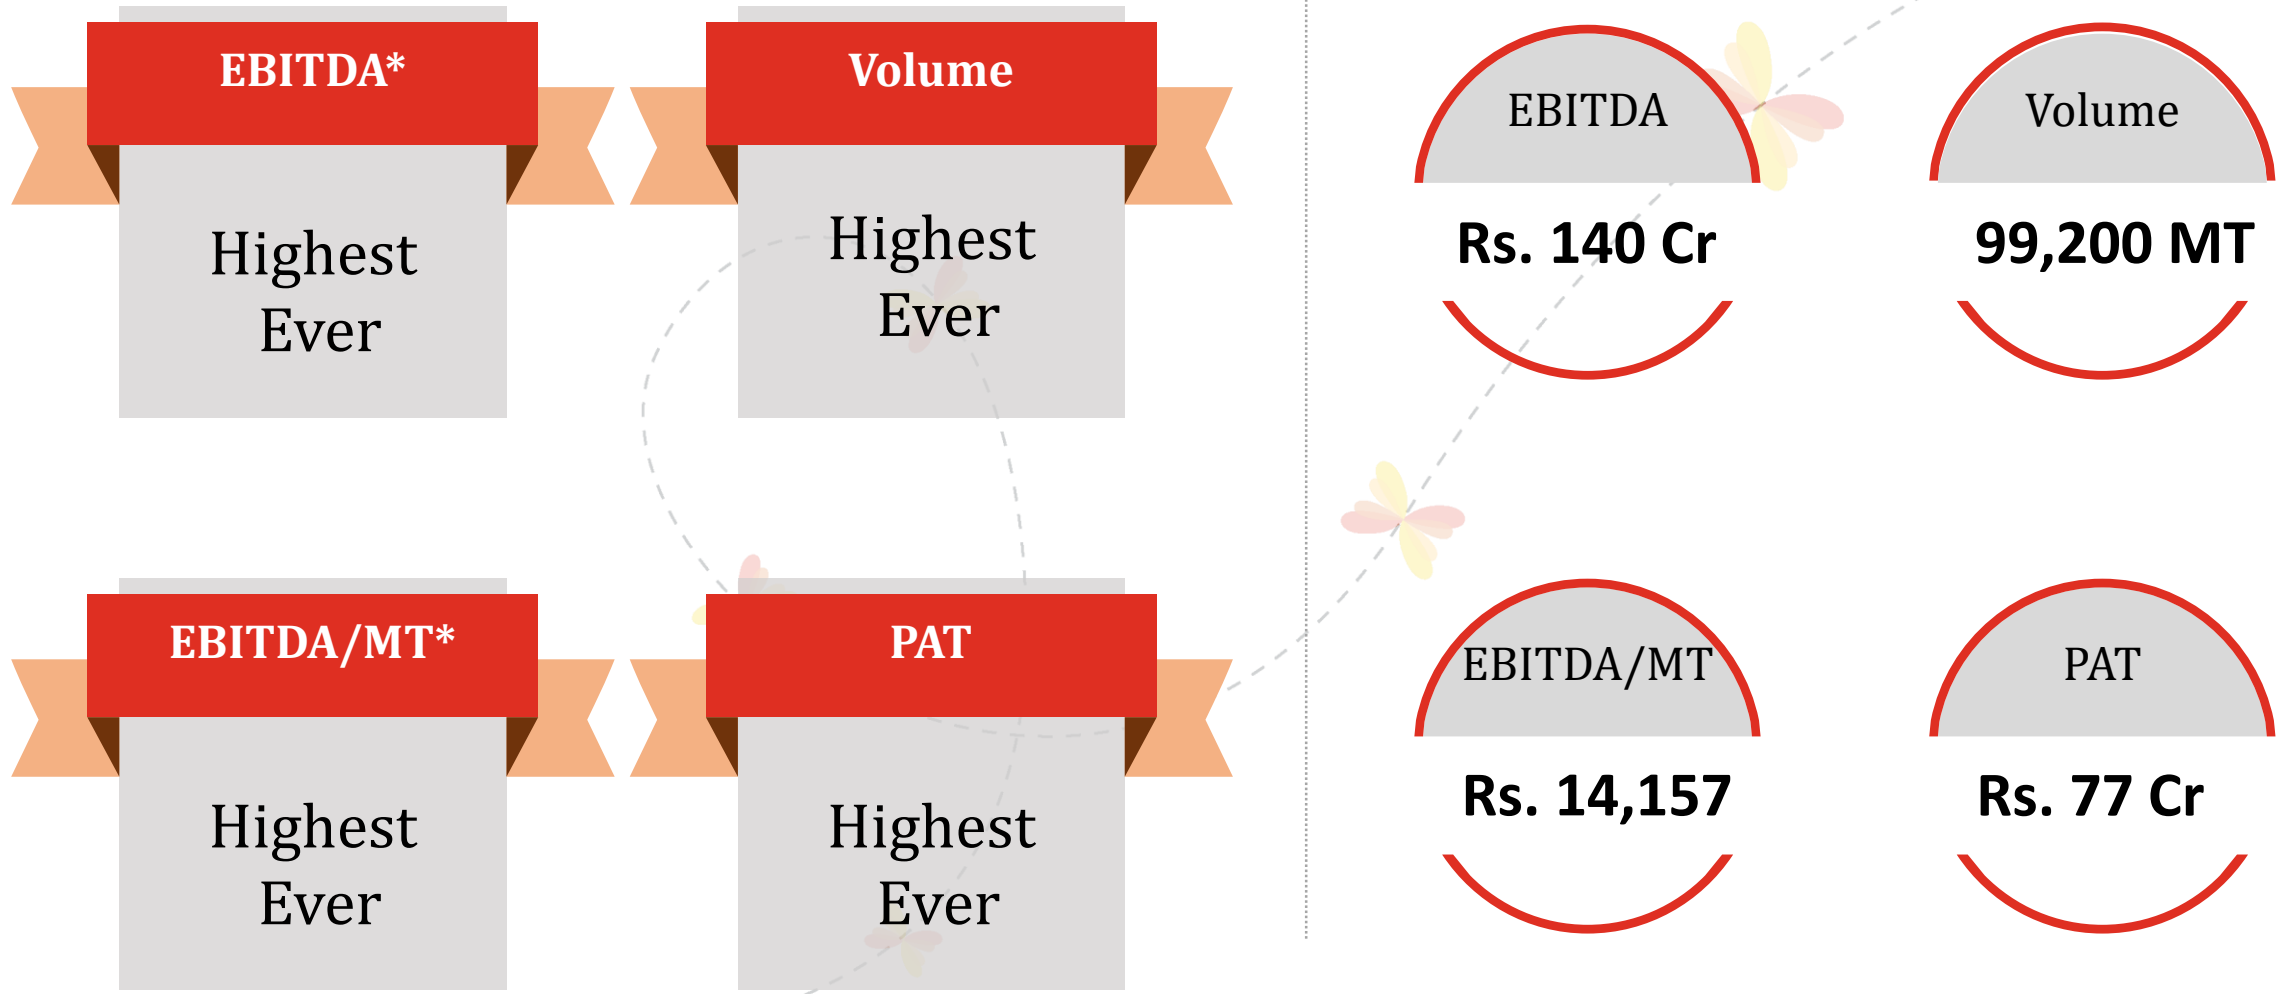 EBITDA*
Highest
Ever
Volume
Highest
Ever
EBITDA/MT*
Highest
Ever
PAT
Highest
Ever
EBITDA
Rs. 140 Cr
Volume
99,200 MT
EBITDA/MT
Rs. 14,157
PAT
Rs. 77 Cr